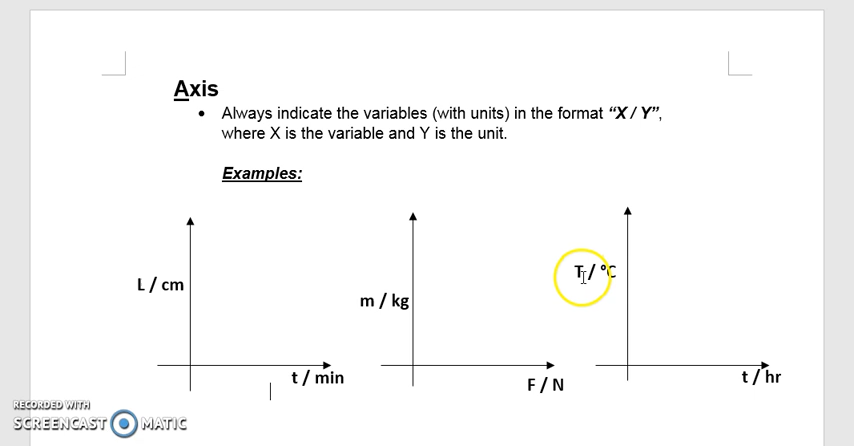 Axis
• Always indicate the variables (with units) in the format “X / Y”,
where X is the variable and Y is the unit.
Examples:
L / cm
t / min
m / kg
F / N
T / °C
t / hr
RECORDED WITH
SCREENCAST MATIC